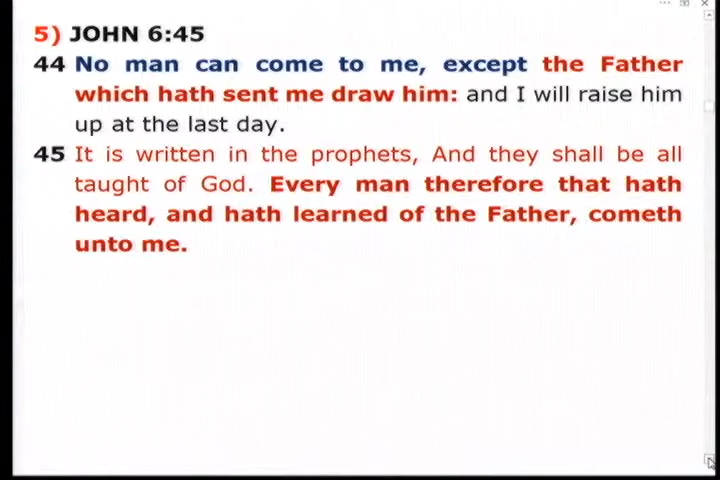 5) JOHN 6:45
44 No man can come to me, except the Father
which hath sent me draw him: and I will raise him
up at the last day.
45 It is written in the prophets, And they shall be all
taught of God. Every man therefore that hath
heard, and hath learned of the Father, cometh
unto me.